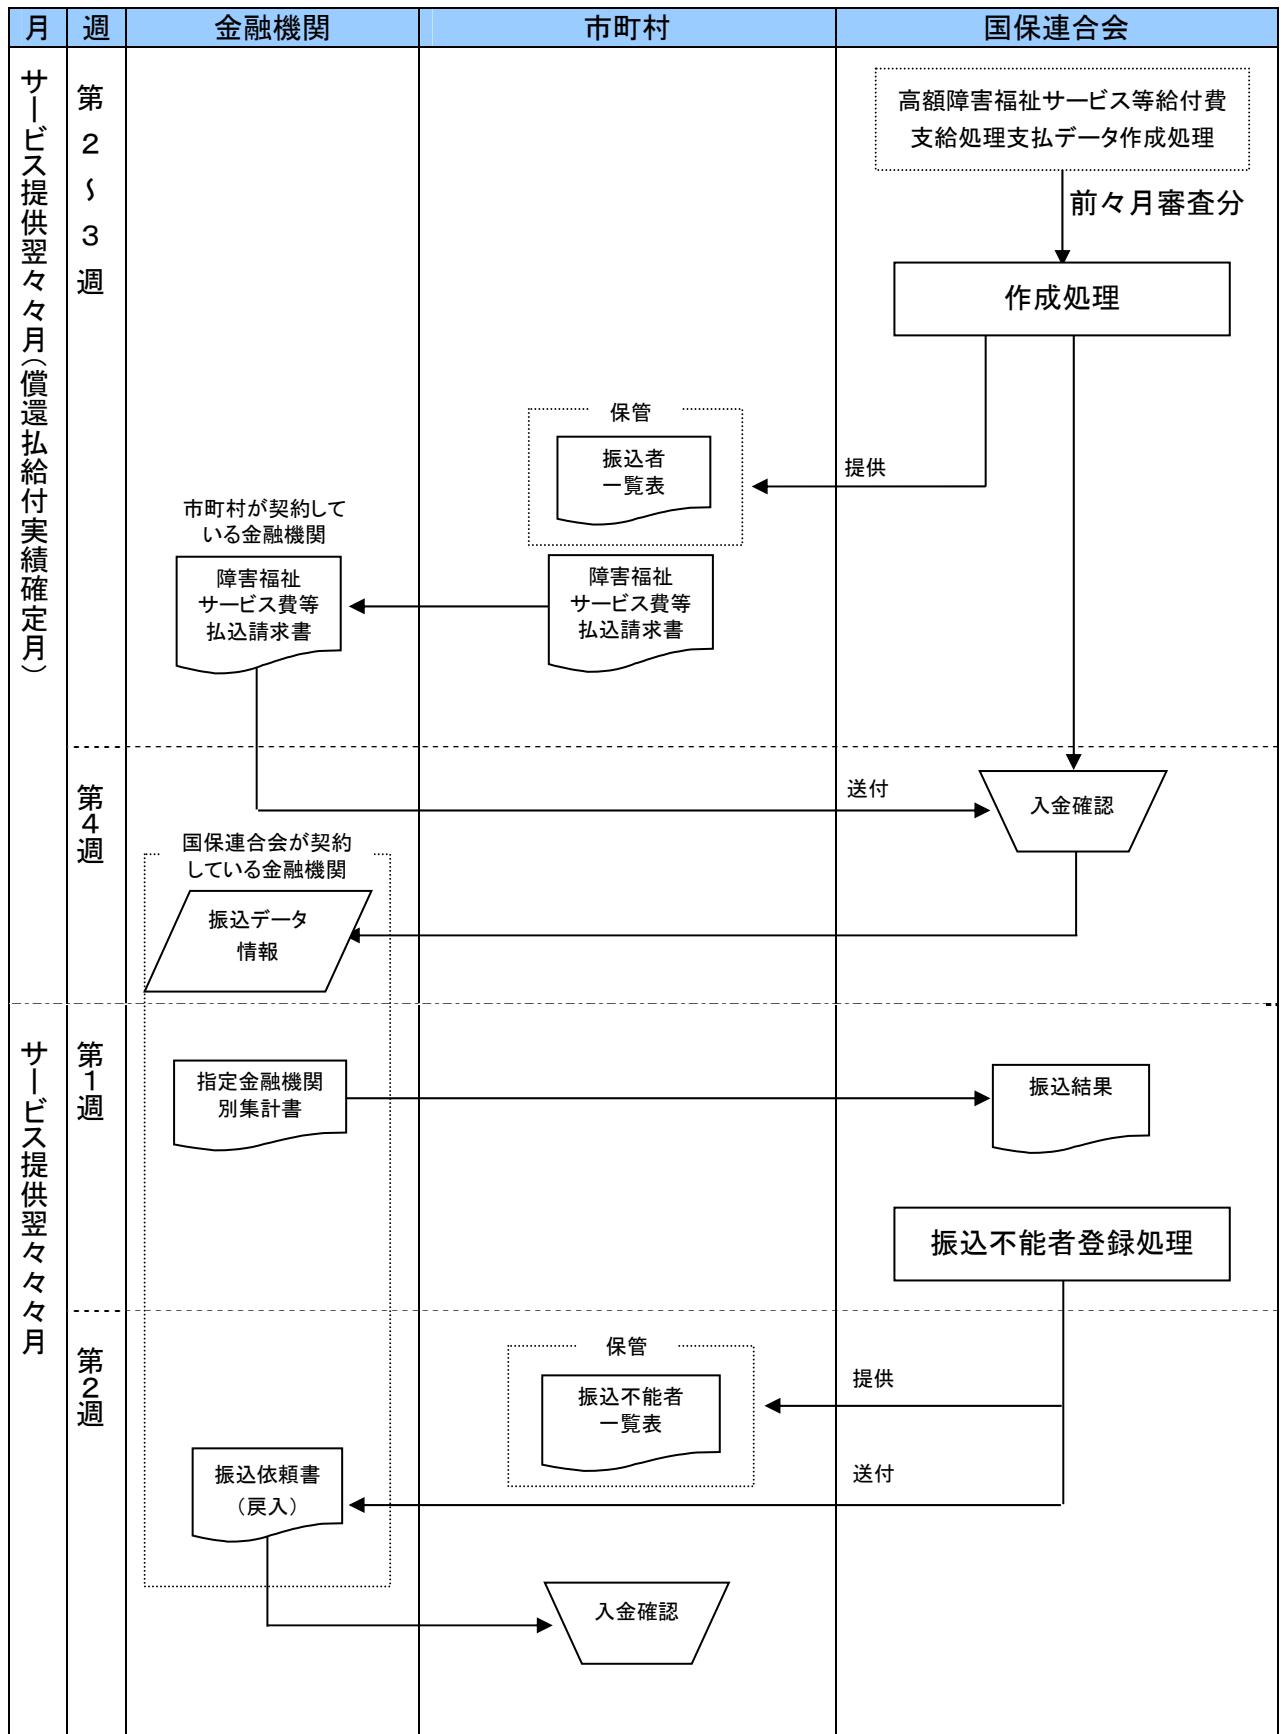 月 週 金融機関 市町村 国保連合会
サービス提供翌々月（償還払給付実績確定月）
第2～3週
高額障害福祉サービス等給付費
支給処理支払データ作成処理
前々月審査分
作成処理
保管
振込者
一覧表
提供
市町村が契約して
いる金融機関
障害福祉
サービス費等
払込請求書
障害福祉
サービス費等
払込請求書
第4週
送付
入金確認
国保連合会が契約
している金融機関
振込データ
情報
サービス提供翌々々月
第1週
指定金融機関
別集計書
振込結果
振込不能者登録処理
第2週
保管
振込不能者
一覧表
提供
送付
振込依頼書
（戻入）
入金確認